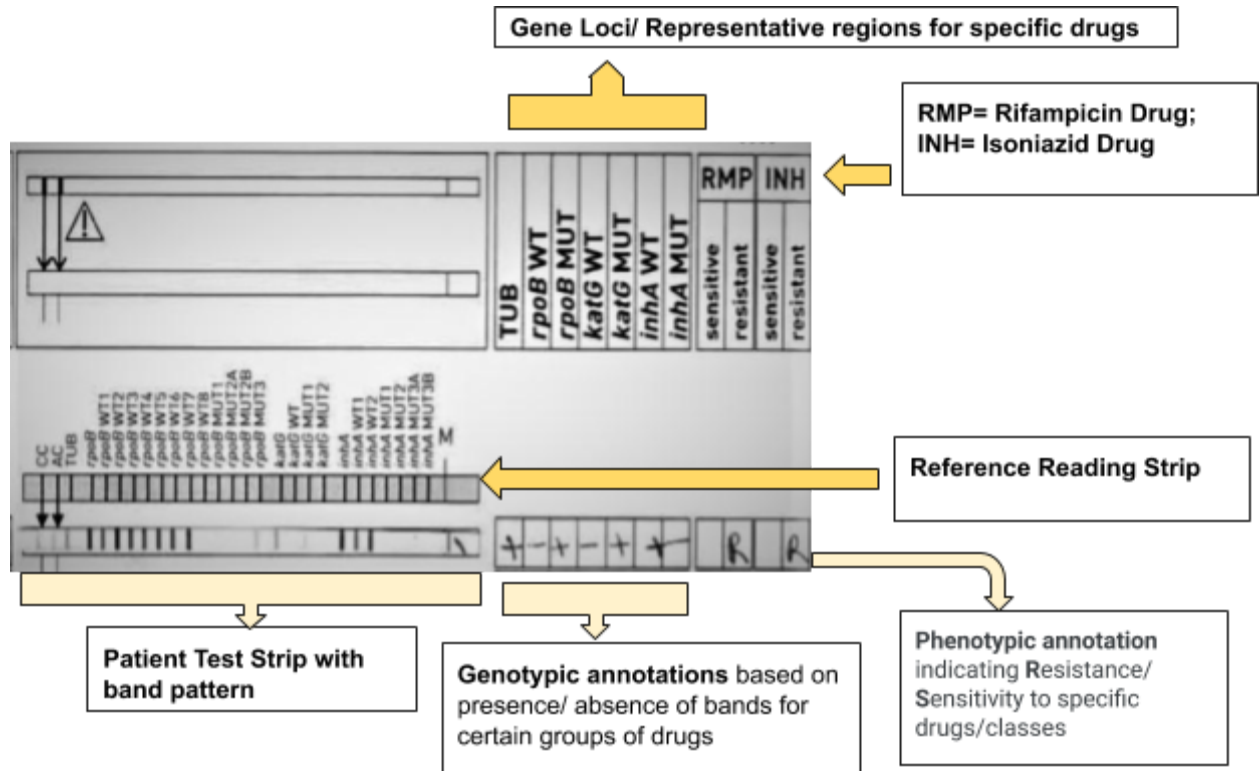 Gene Loci/ Representative regions for specific drugs
RMP= Rifampicin Drug;
INH= Isoniazid Drug
TUB
rpoB WT
rpoB MUT
katG WT
katG MUT
inhA WT
inhA MUT
RMP INH
sensitive
resistant
sensitive
resistant
CC
AC
TUB
rpoB
rpoB WT1
rpoB WT2
rpoB WT3
rpoB WT4
rpoB WT5
rpoB WT6
rpoB WT7
rpoB WT8
rpoB MUT1
rpoB MUT2A
rpoB MUT2B
rpoB MUT3
katG
katG WT
katG MUT1
katG MUT2
inhA
inhA WT1
inhA WT2
inhA MUT1
inhA MUT2
inhA MUT3A
inhA MUT3B
M
Reference Reading Strip
1 + - + - + + - R R
Patient Test Strip with
band pattern
Genotypic annotations based on
presence/ absence of bands for
certain groups of drugs
Phenotypic annotation
indicating Resistance/
Sensitivity to specific
drugs/classes